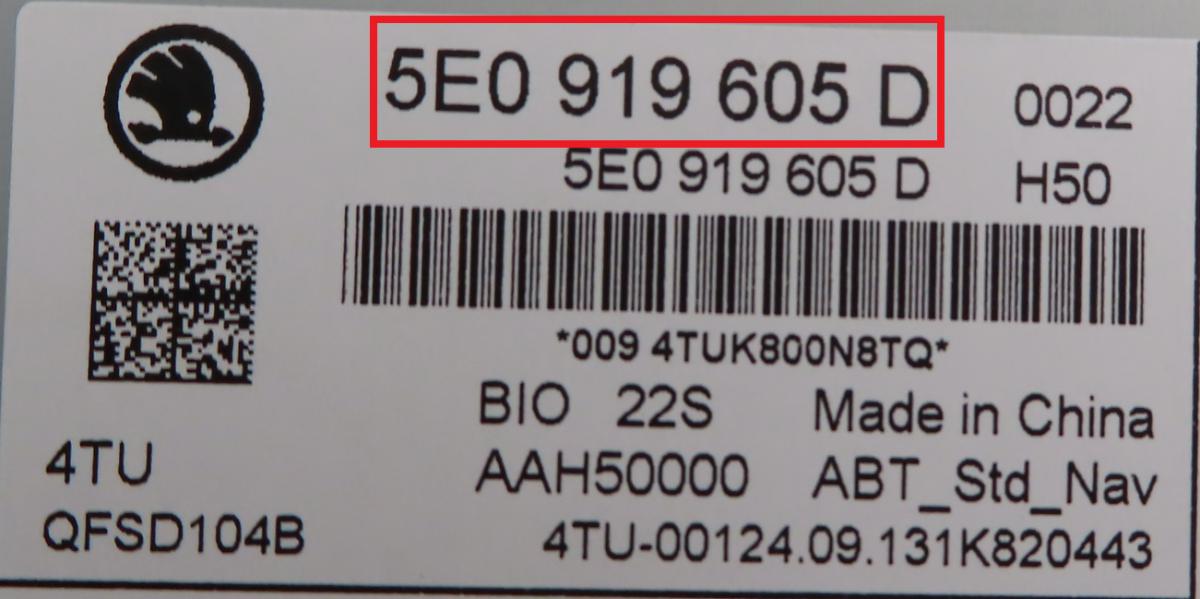 5E0 919 605 D 0022
5E0 919 605 D H50
*009 4TUK800N8TQ*
BIO 22S Made in China
4TU AAH50000 ABT_Std_Nav
QFSD104B 4TU-00124.09.131K820443